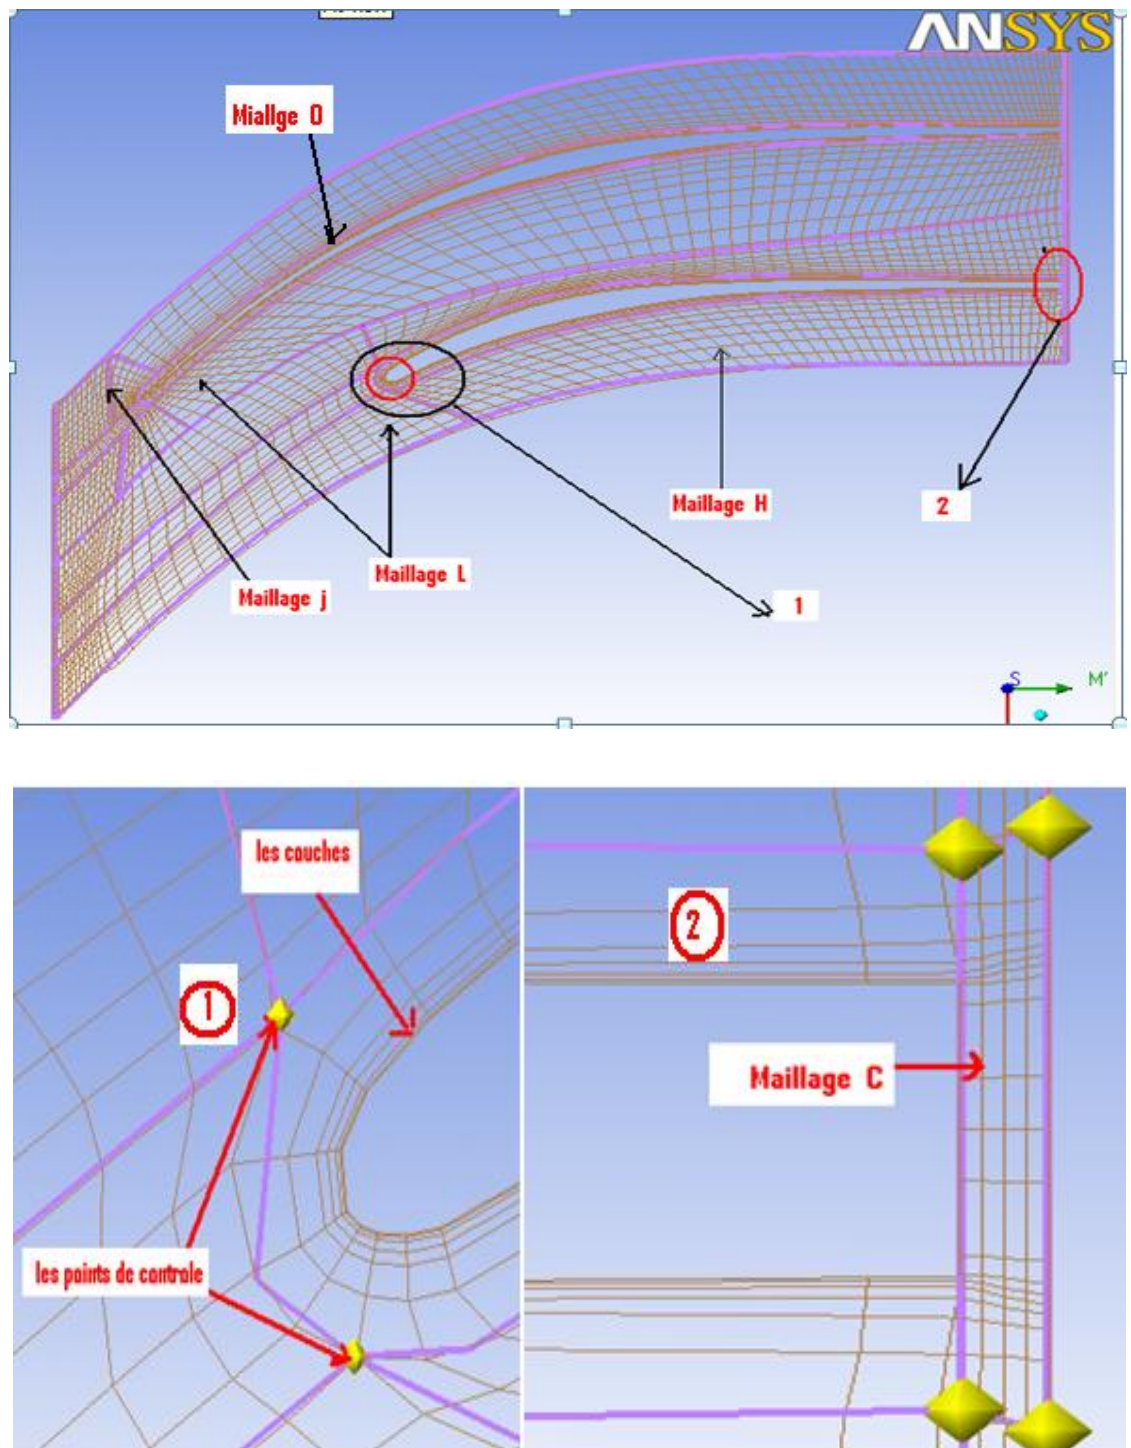 ANSYS
Miallge O
Maillage H
2
Maillage L
Maillage j
1
S
M'
les couches
1
2
Maillage C
les points de controle